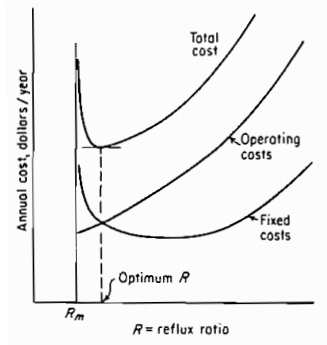 Annual cost, dollars/year
Total
cost
Operating
costs
Fixed
costs
Optimum R
Rm
R = reflux ratio